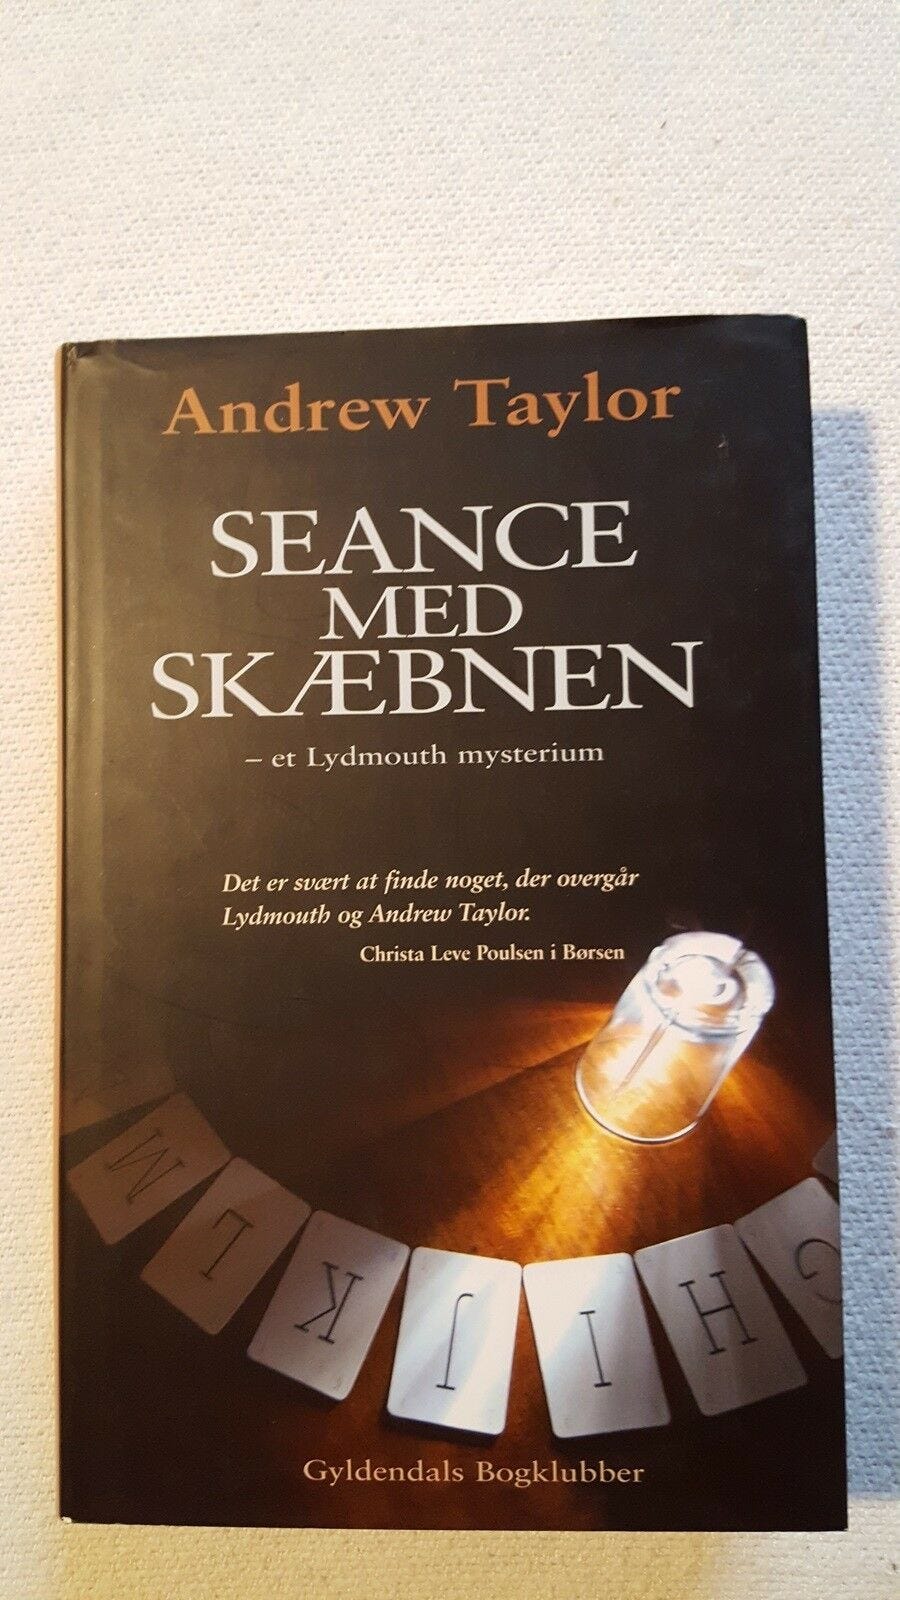 Andrew Taylor
SEANCE
MED
SKÆBNEN
– et Lydmouth mysterium
Det er svært at finde noget, der overgår
Lydmouth og Andrew Taylor.
Christa Leve Poulsen i Børsen
M L K J I H G
Gyldendals Bogklubber